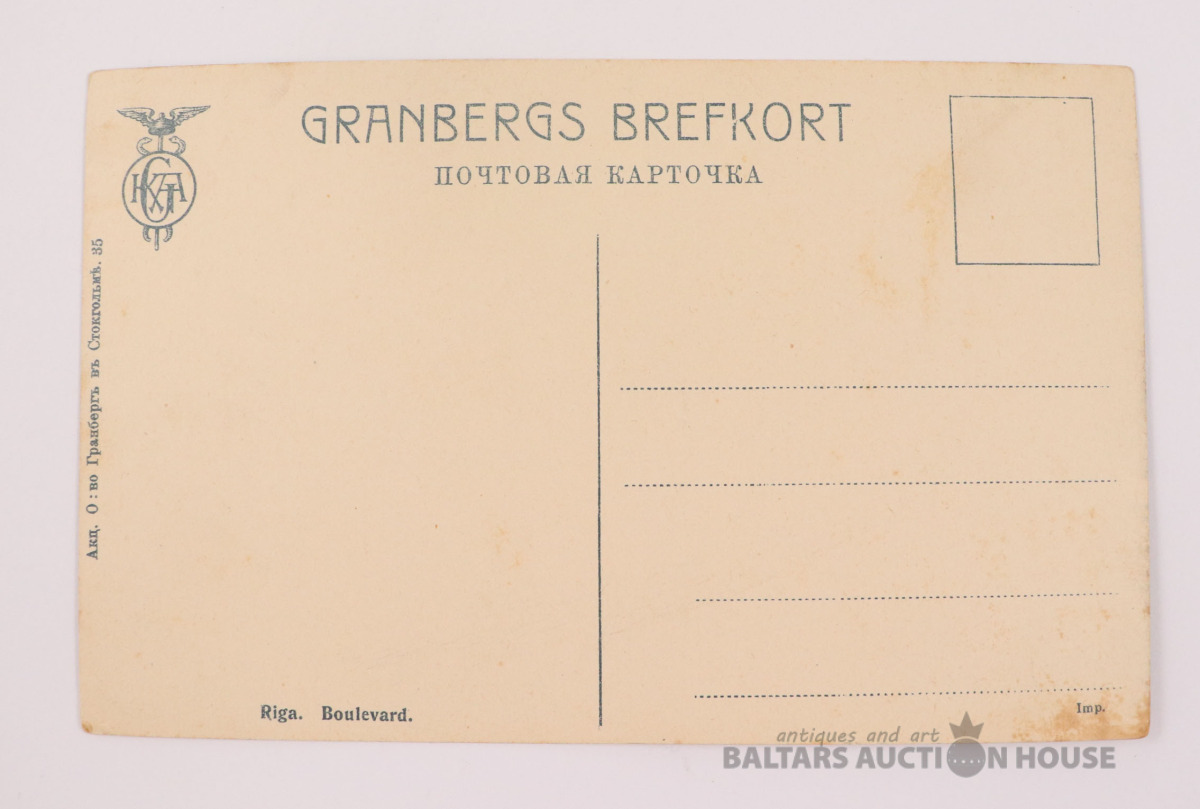 GRANBERGS BREFKORT
ПОЧТОВАЯ КАРТОЧКА
Акц. О:во Гранбергъ въ Стокгольмѣ. 35
Riga. Boulevard.
Imp.
antiques and art
BALTARS AUCTION HOUSE